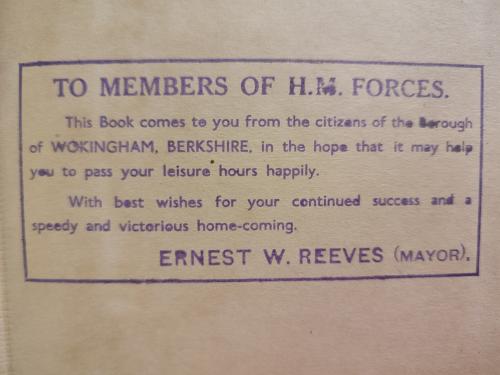 TO MEMBERS OF H.M. FORCES.
This Book comes to you from the citizens of the Borough
of WOKINGHAM, BERKSHIRE, in the hope that it may help
you to pass your leisure hours happily.
With best wishes for your continued success and a
speedy and victorious home-coming.
ERNEST W. REEVES (MAYOR).